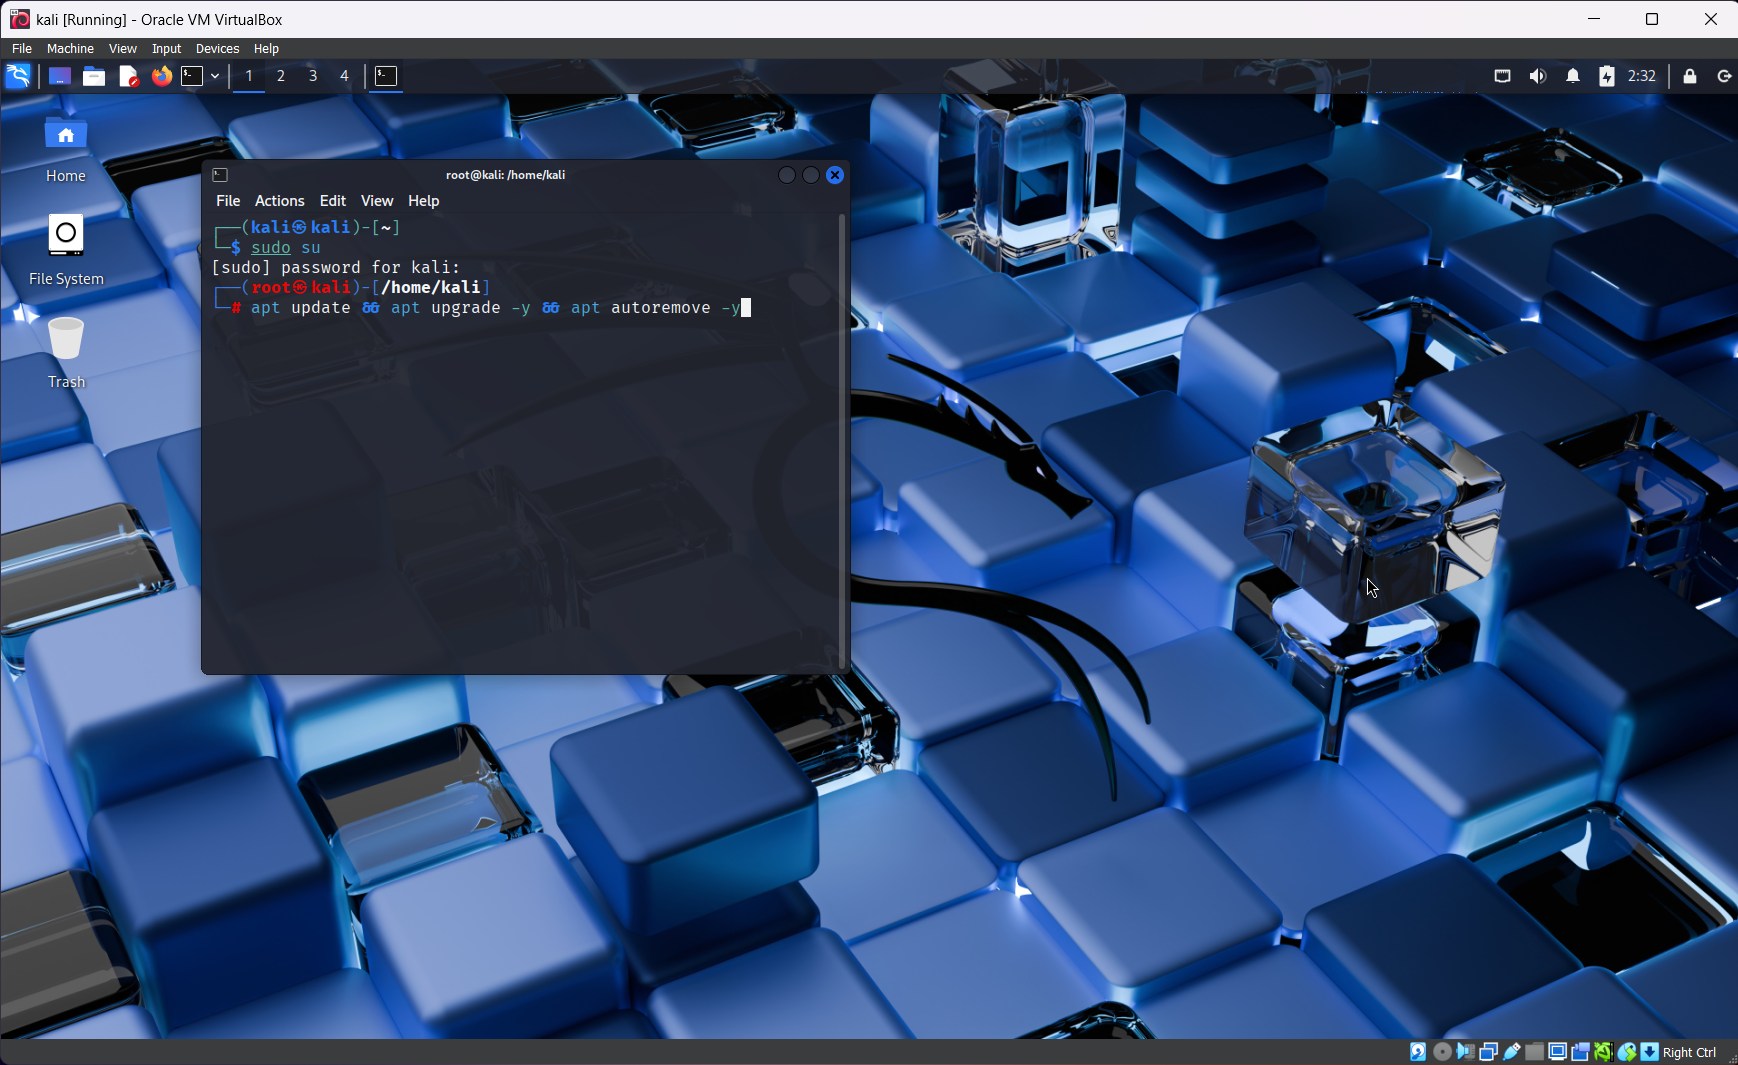 kali [Running] - Oracle VM VirtualBox
File Machine View Input Devices Help
1 2 3 4
2:32
Home
File System
Trash
root@kali: /home/kali
File Actions Edit View Help
┌──(kali㉿kali)-[~]
└─$ sudo su
[sudo] password for kali:
┌──(root㉿kali)-[/home/kali]
└─# apt update && apt upgrade -y && apt autoremove -y
Right Ctrl